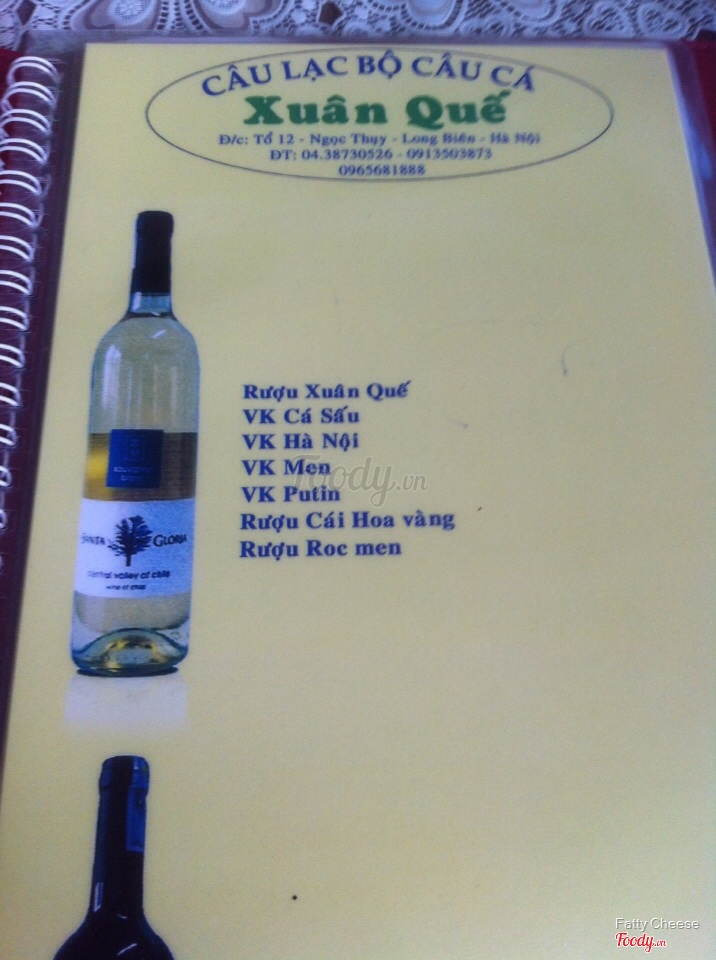 CÂU LẠC BỘ CÂU CÁ
Xuân Quế
Đ/c: Tổ 12 - Ngọc Thụy - Long Biên - Hà Nội
ĐT: 04.38730526 - 0913503873
0965681888
Rượu Xuân Quế
VK Cá Sấu
VK Hà Nội
VK Men
VK Putin
Rượu Cái Hoa vàng
Rượu Roc men
SANTA GLORIA
central valley of chile
Foody.vn
Fatty Cheese
Foody.vn